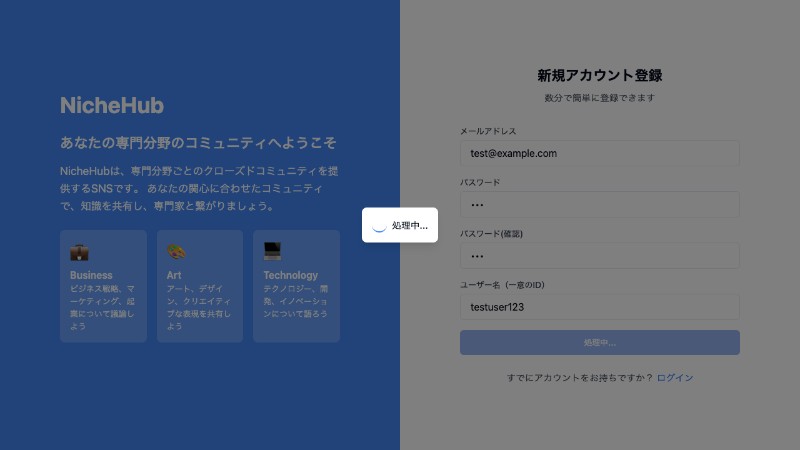 NicheHub
あなたの専門分野のコミュニティへようこそ
NicheHubは、専門分野ごとのクローズドコミュニティを提
供するSNSです。 あなたの関心に合わせたコミュニティ
で、知識を共有し、専門家と繋がりましょう。
Business
ビジネス戦略、マ
ーケティング、起
業について議論し
よう
Art
アート、デザイ
ン、クリエイティ
ブな表現を共有し
よう
Technology
テクノロジー、開
発、イノベーショ
ンについて語ろう
処理中...
新規アカウント登録
数分で簡単に登録できます
メールアドレス
test@example.com
パスワード
•••
パスワード(確認)
•••
ユーザー名（一意のID）
testuser123
処理中...
すでにアカウントをお持ちですか？ ログイン